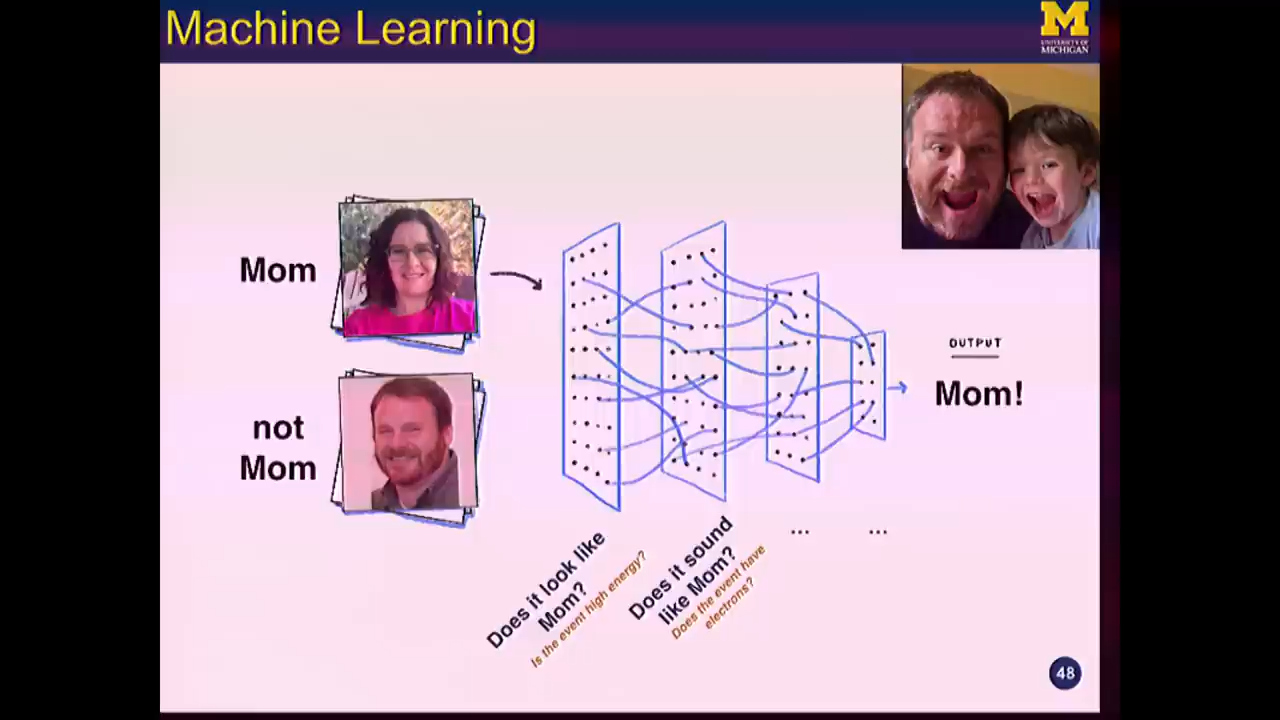 Machine Learning
M
UNIVERSITY OF
MICHIGAN
Mom
not
Mom
OUTPUT
Mom!
Does it look like
Mom?
Is the event high energy?
Does it sound
like Mom?
Does the event have
electrons?
...
...
48